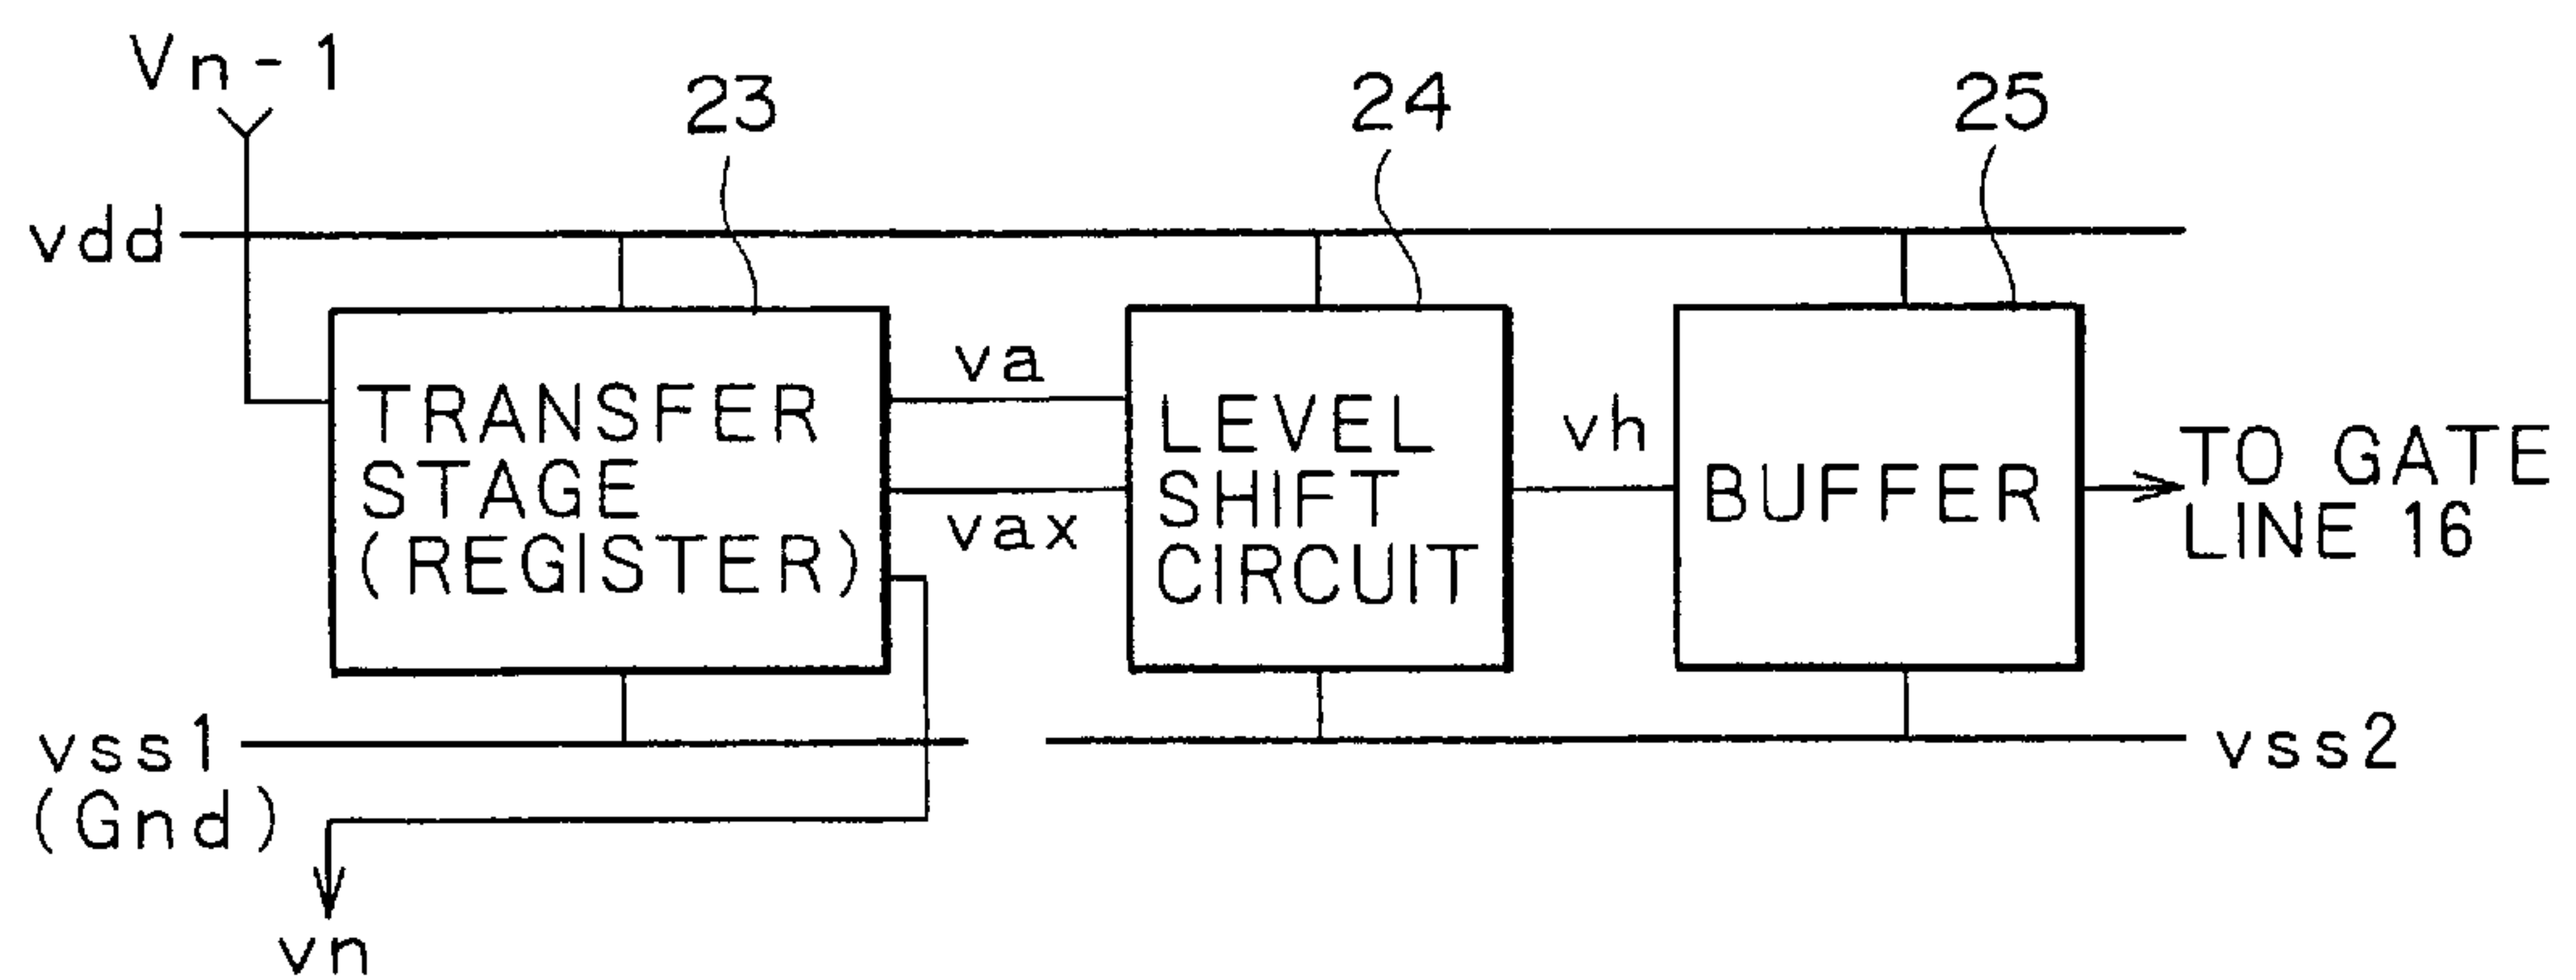 Vn-1
23
24
25
vdd
va
vax
vh
TRANSFER
STAGE
(REGISTER)
LEVEL
SHIFT
CIRCUIT
BUFFER
TO GATE
LINE 16
vss1
(Gnd)
vss2
vn